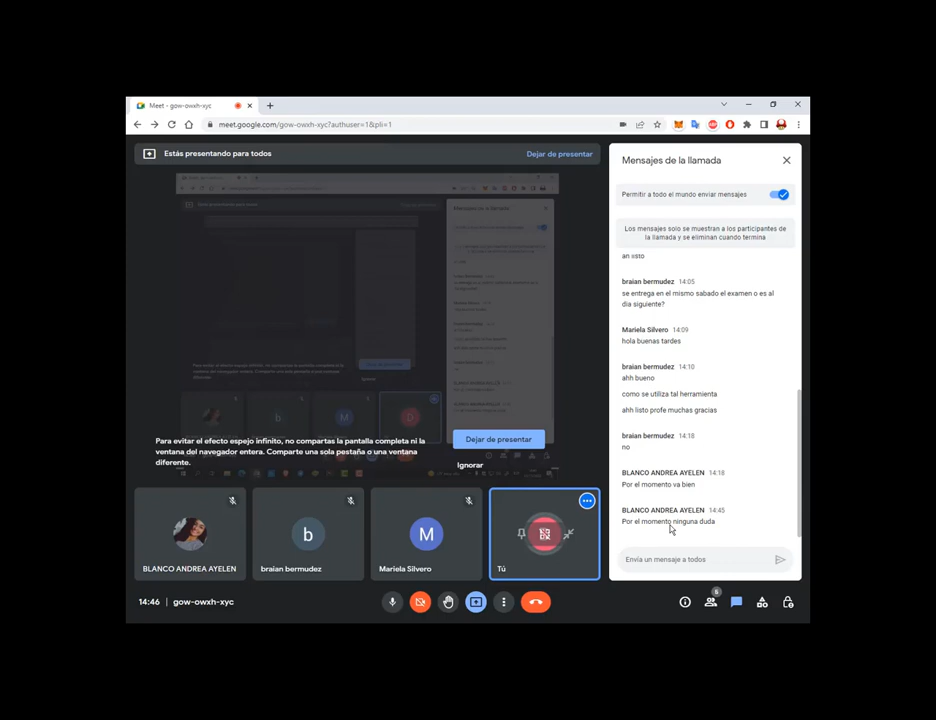 Meet - gow-owxh-xyc
meet.google.com/gow-owxh-xyc?authuser=1&pli=1
Estás presentando para todos
Dejar de presentar
Para evitar el efecto espejo infinito, no compartas la pantalla completa ni la
ventana del navegador entera. Comparte una sola pestaña o una ventana
diferente.
Dejar de presentar
Ignorar
BLANCO ANDREA AYELEN
b
braian bermudez
M
Mariela Silvero
Tú
14:46 | gow-owxh-xyc
5
Mensajes de la llamada
Permitir a todo el mundo enviar mensajes
Los mensajes solo se muestran a los participantes de
la llamada y se eliminan cuando termina
braian bermudez 14:05
se entrega en el mismo sabado el examen o es al
dia siguiente?
Mariela Silvero 14:09
hola buenas tardes
braian bermudez 14:10
ahh bueno
como se utiliza tal herramienta
ahh listo profe muchas gracias
braian bermudez 14:18
no
BLANCO ANDREA AYELEN 14:18
Por el momento va bien
BLANCO ANDREA AYELEN 14:45
Por el momento ninguna duda
Envía un mensaje a todos